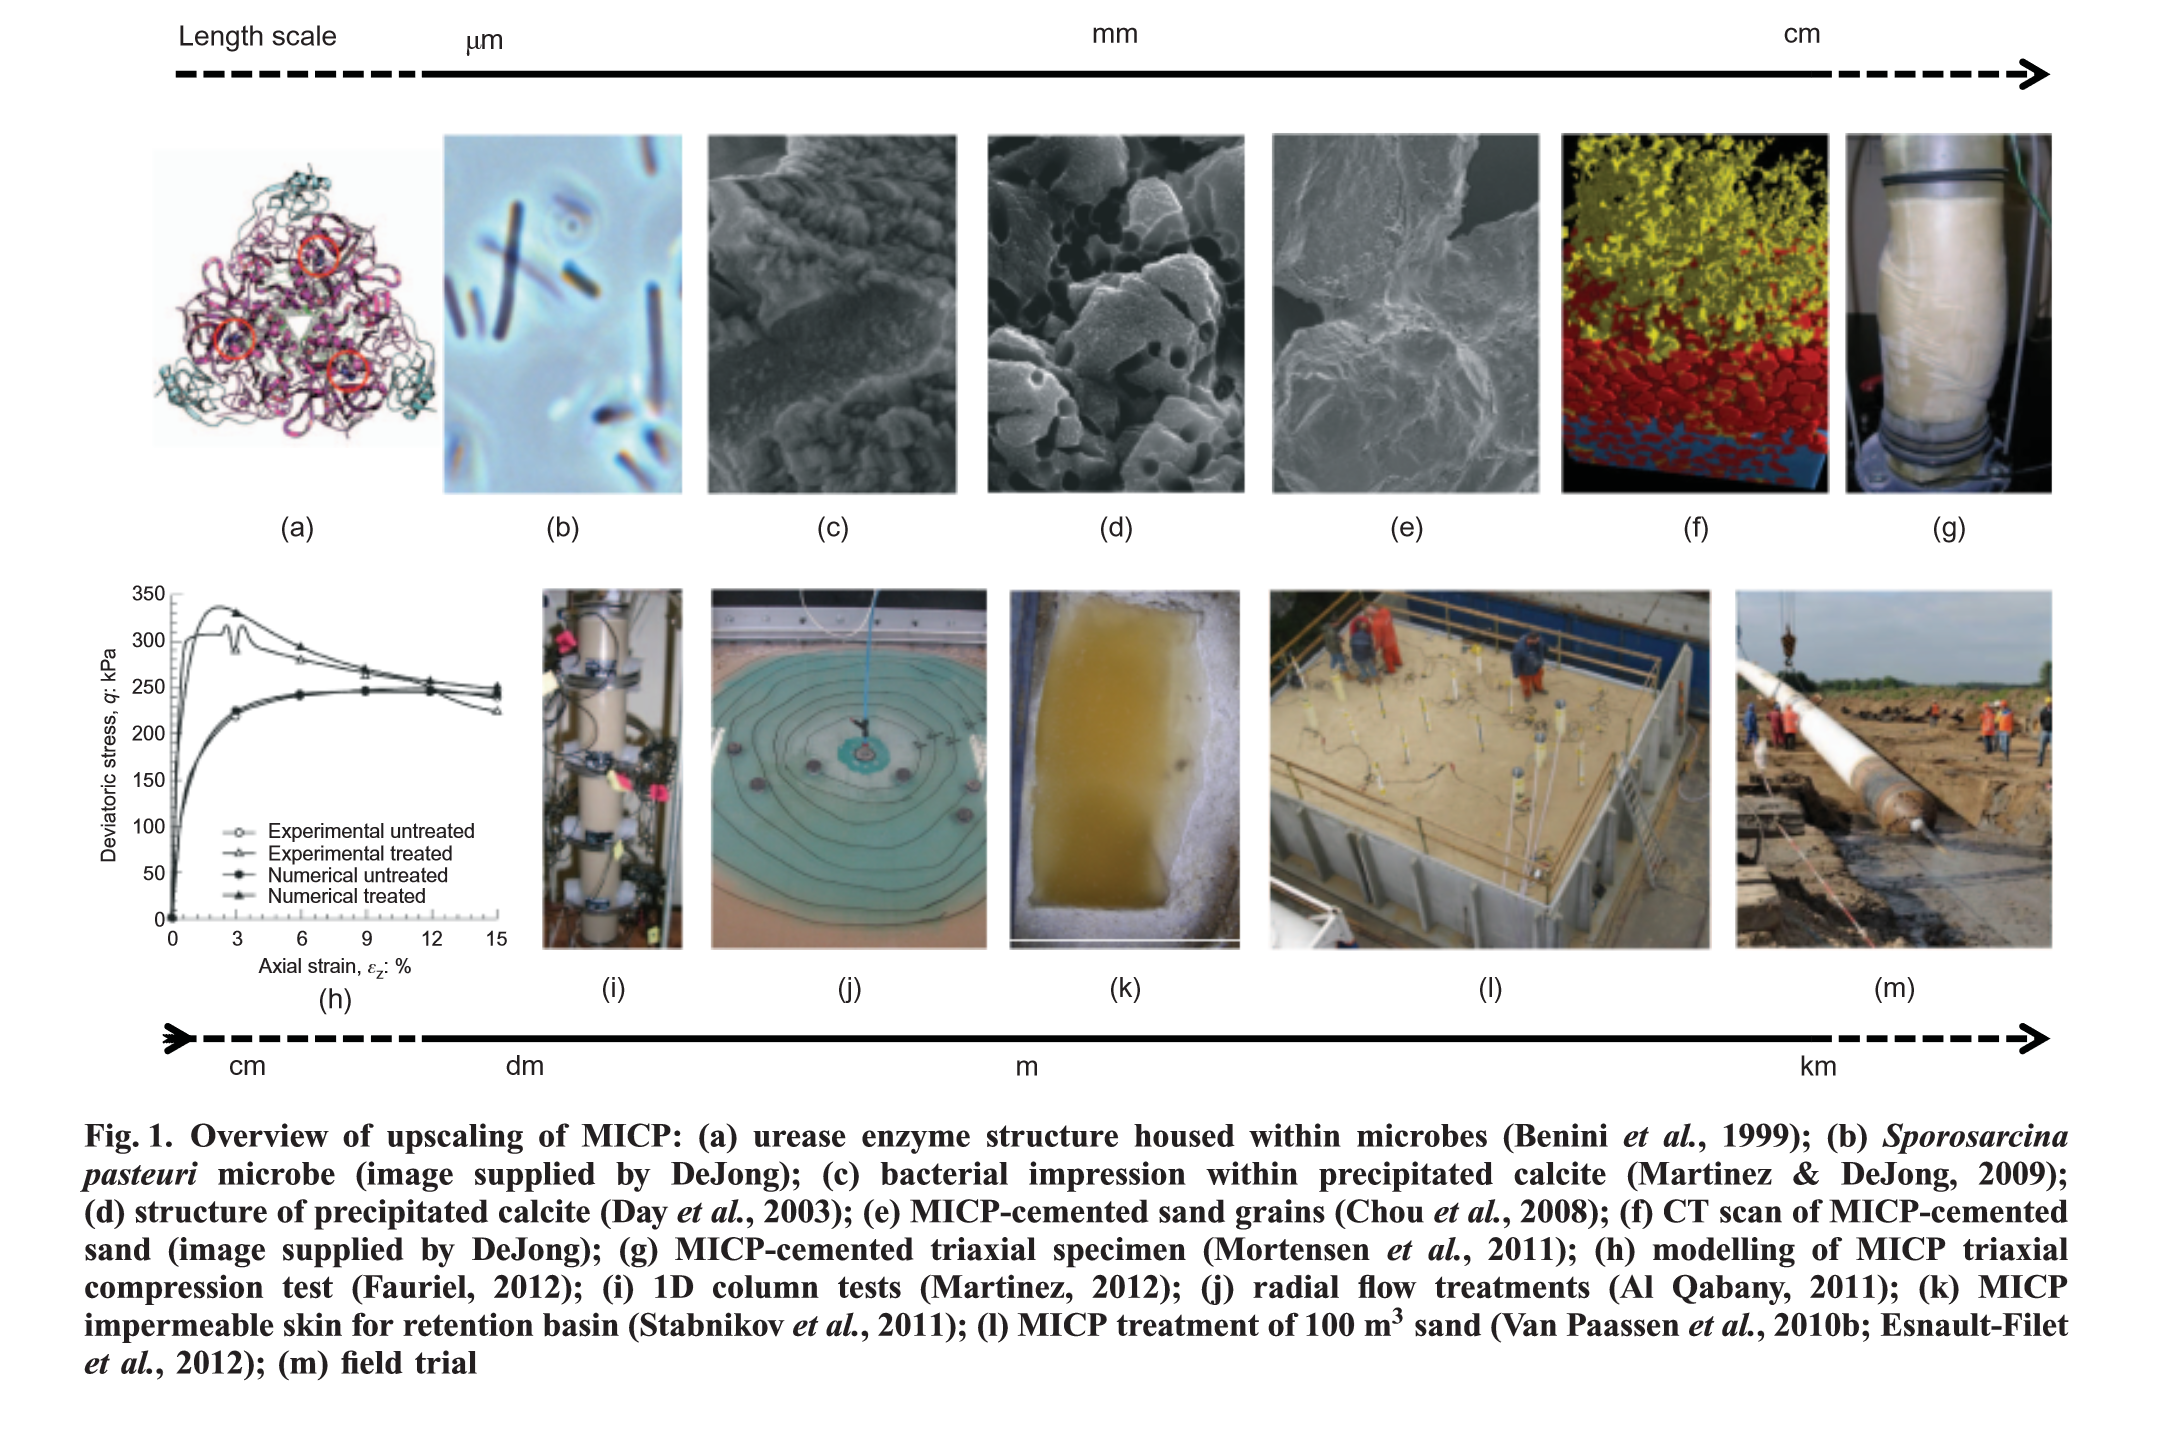 Length scale
μm
mm
cm
(a)
(b)
(c)
(d)
(e)
(f)
(g)
350
300
250
200
150
100
50
0
Deviatoric stress, q: kPa
Experimental untreated
Experimental treated
Numerical untreated
Numerical treated
0 3 6 9 12 15
Axial strain, εz: %
(h)
(i)
(j)
(k)
(l)
(m)
cm
dm
m
km
Fig. 1. Overview of upscaling of MICP: (a) urease enzyme structure housed within microbes (Benini et al., 1999); (b) Sporosarcina
pasteuri microbe (image supplied by DeJong); (c) bacterial impression within precipitated calcite (Martinez & DeJong, 2009);
(d) structure of precipitated calcite (Day et al., 2003); (e) MICP-cemented sand grains (Chou et al., 2008); (f) CT scan of MICP-cemented
sand (image supplied by DeJong); (g) MICP-cemented triaxial specimen (Mortensen et al., 2011); (h) modelling of MICP triaxial
compression test (Fauriel, 2012); (i) 1D column tests (Martinez, 2012); (j) radial flow treatments (Al Qabany, 2011); (k) MICP
impermeable skin for retention basin (Stabnikov et al., 2011); (l) MICP treatment of 100 m³ sand (Van Paassen et al., 2010b; Esnault-Filet
et al., 2012); (m) field trial